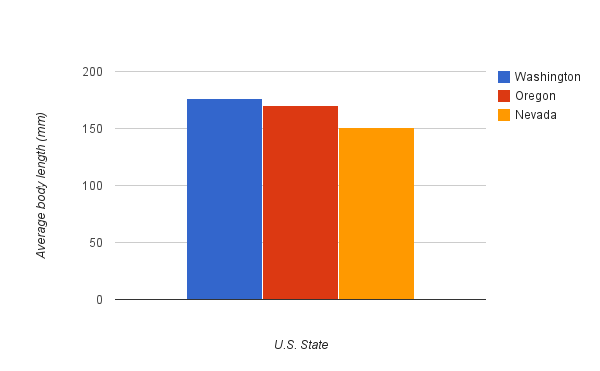 200
150
100
50
0
Average body length (mm)
U.S. State
Washington
Oregon
Nevada